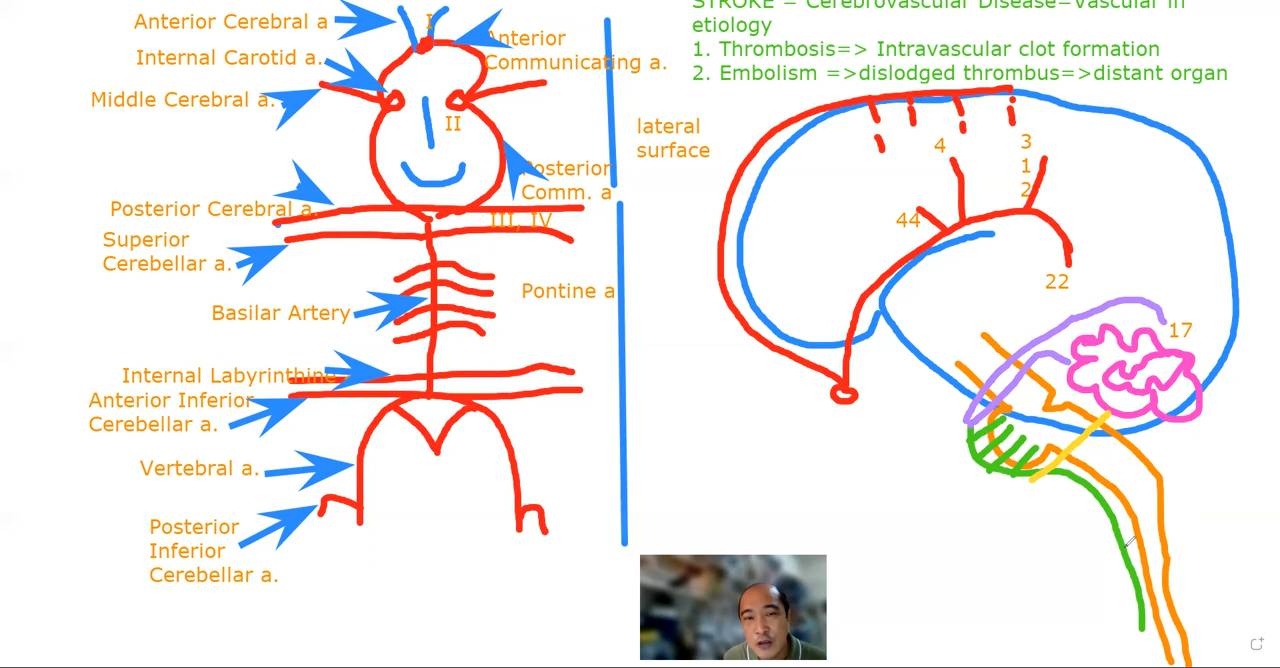 Anterior Cerebral a
I
Anterior
Communicating a.
Internal Carotid a.
Middle Cerebral a.
II
Posterior
Comm. a
Posterior Cerebral a.
III, IV
Superior
Cerebellar a.
Pontine a
Basilar Artery
Internal Labyrinthine
Anterior Inferior
Cerebellar a.
Vertebral a.
Posterior
Inferior
Cerebellar a.
STROKE = Cerebrovascular Disease=Vascular in
etiology
1. Thrombosis=> Intravascular clot formation
2. Embolism =>dislodged thrombus=>distant organ
lateral
surface
4
3
1
2
44
22
17